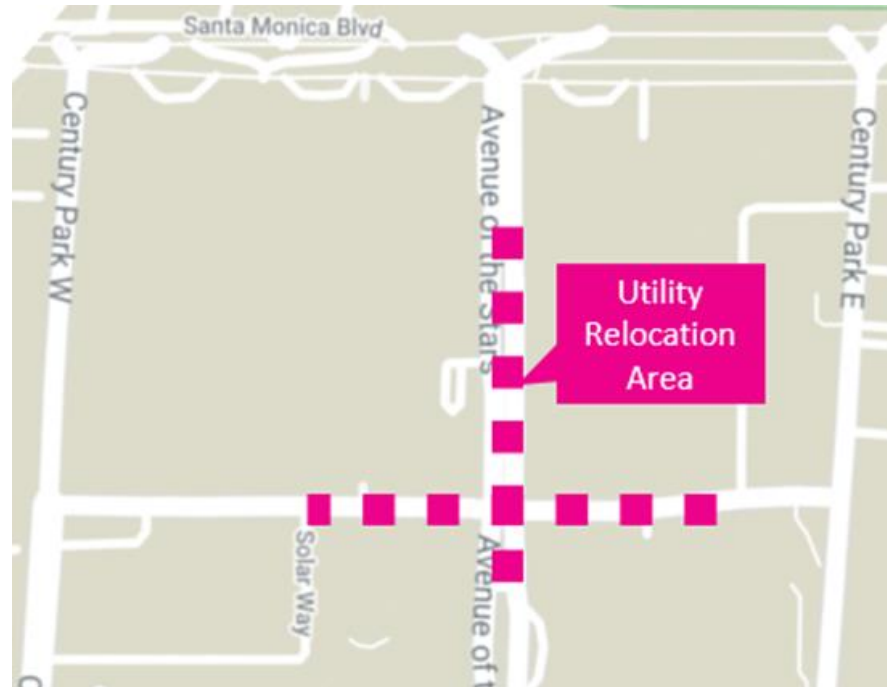 Santa Monica Blvd
Century Park W
Avenue of the Stars
Century Park E
Utility
Relocation
Area
Solar Way
Avenue of t
C